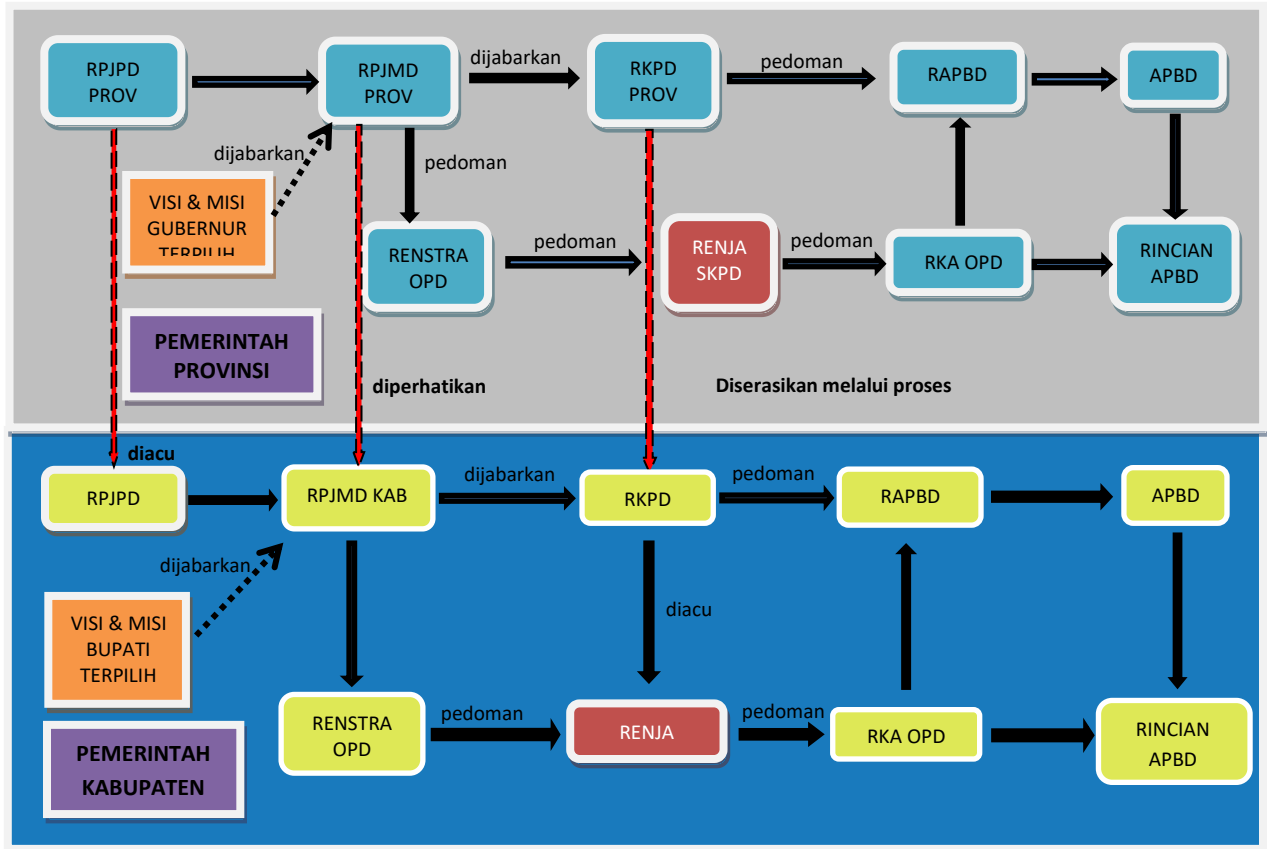 RPJPD
PROV
RPJMD
PROV
dijabarkan
RKPD
PROV
pedoman
RAPBD
APBD
dijabarkan
pedoman
VISI & MISI
GUBERNUR
TERPILIH
RENSTRA
OPD
pedoman
RENJA
SKPD
pedoman
RKA OPD
RINCIAN
APBD
PEMERINTAH
PROVINSI
diperhatikan
Diserasikan melalui proses
diacu
RPJPD
RPJMD KAB
dijabarkan
RKPD
pedoman
RAPBD
APBD
dijabarkan
VISI & MISI
BUPATI
TERPILIH
diacu
RENSTRA
OPD
pedoman
RENJA
pedoman
RKA OPD
RINCIAN
APBD
PEMERINTAH
KABUPATEN